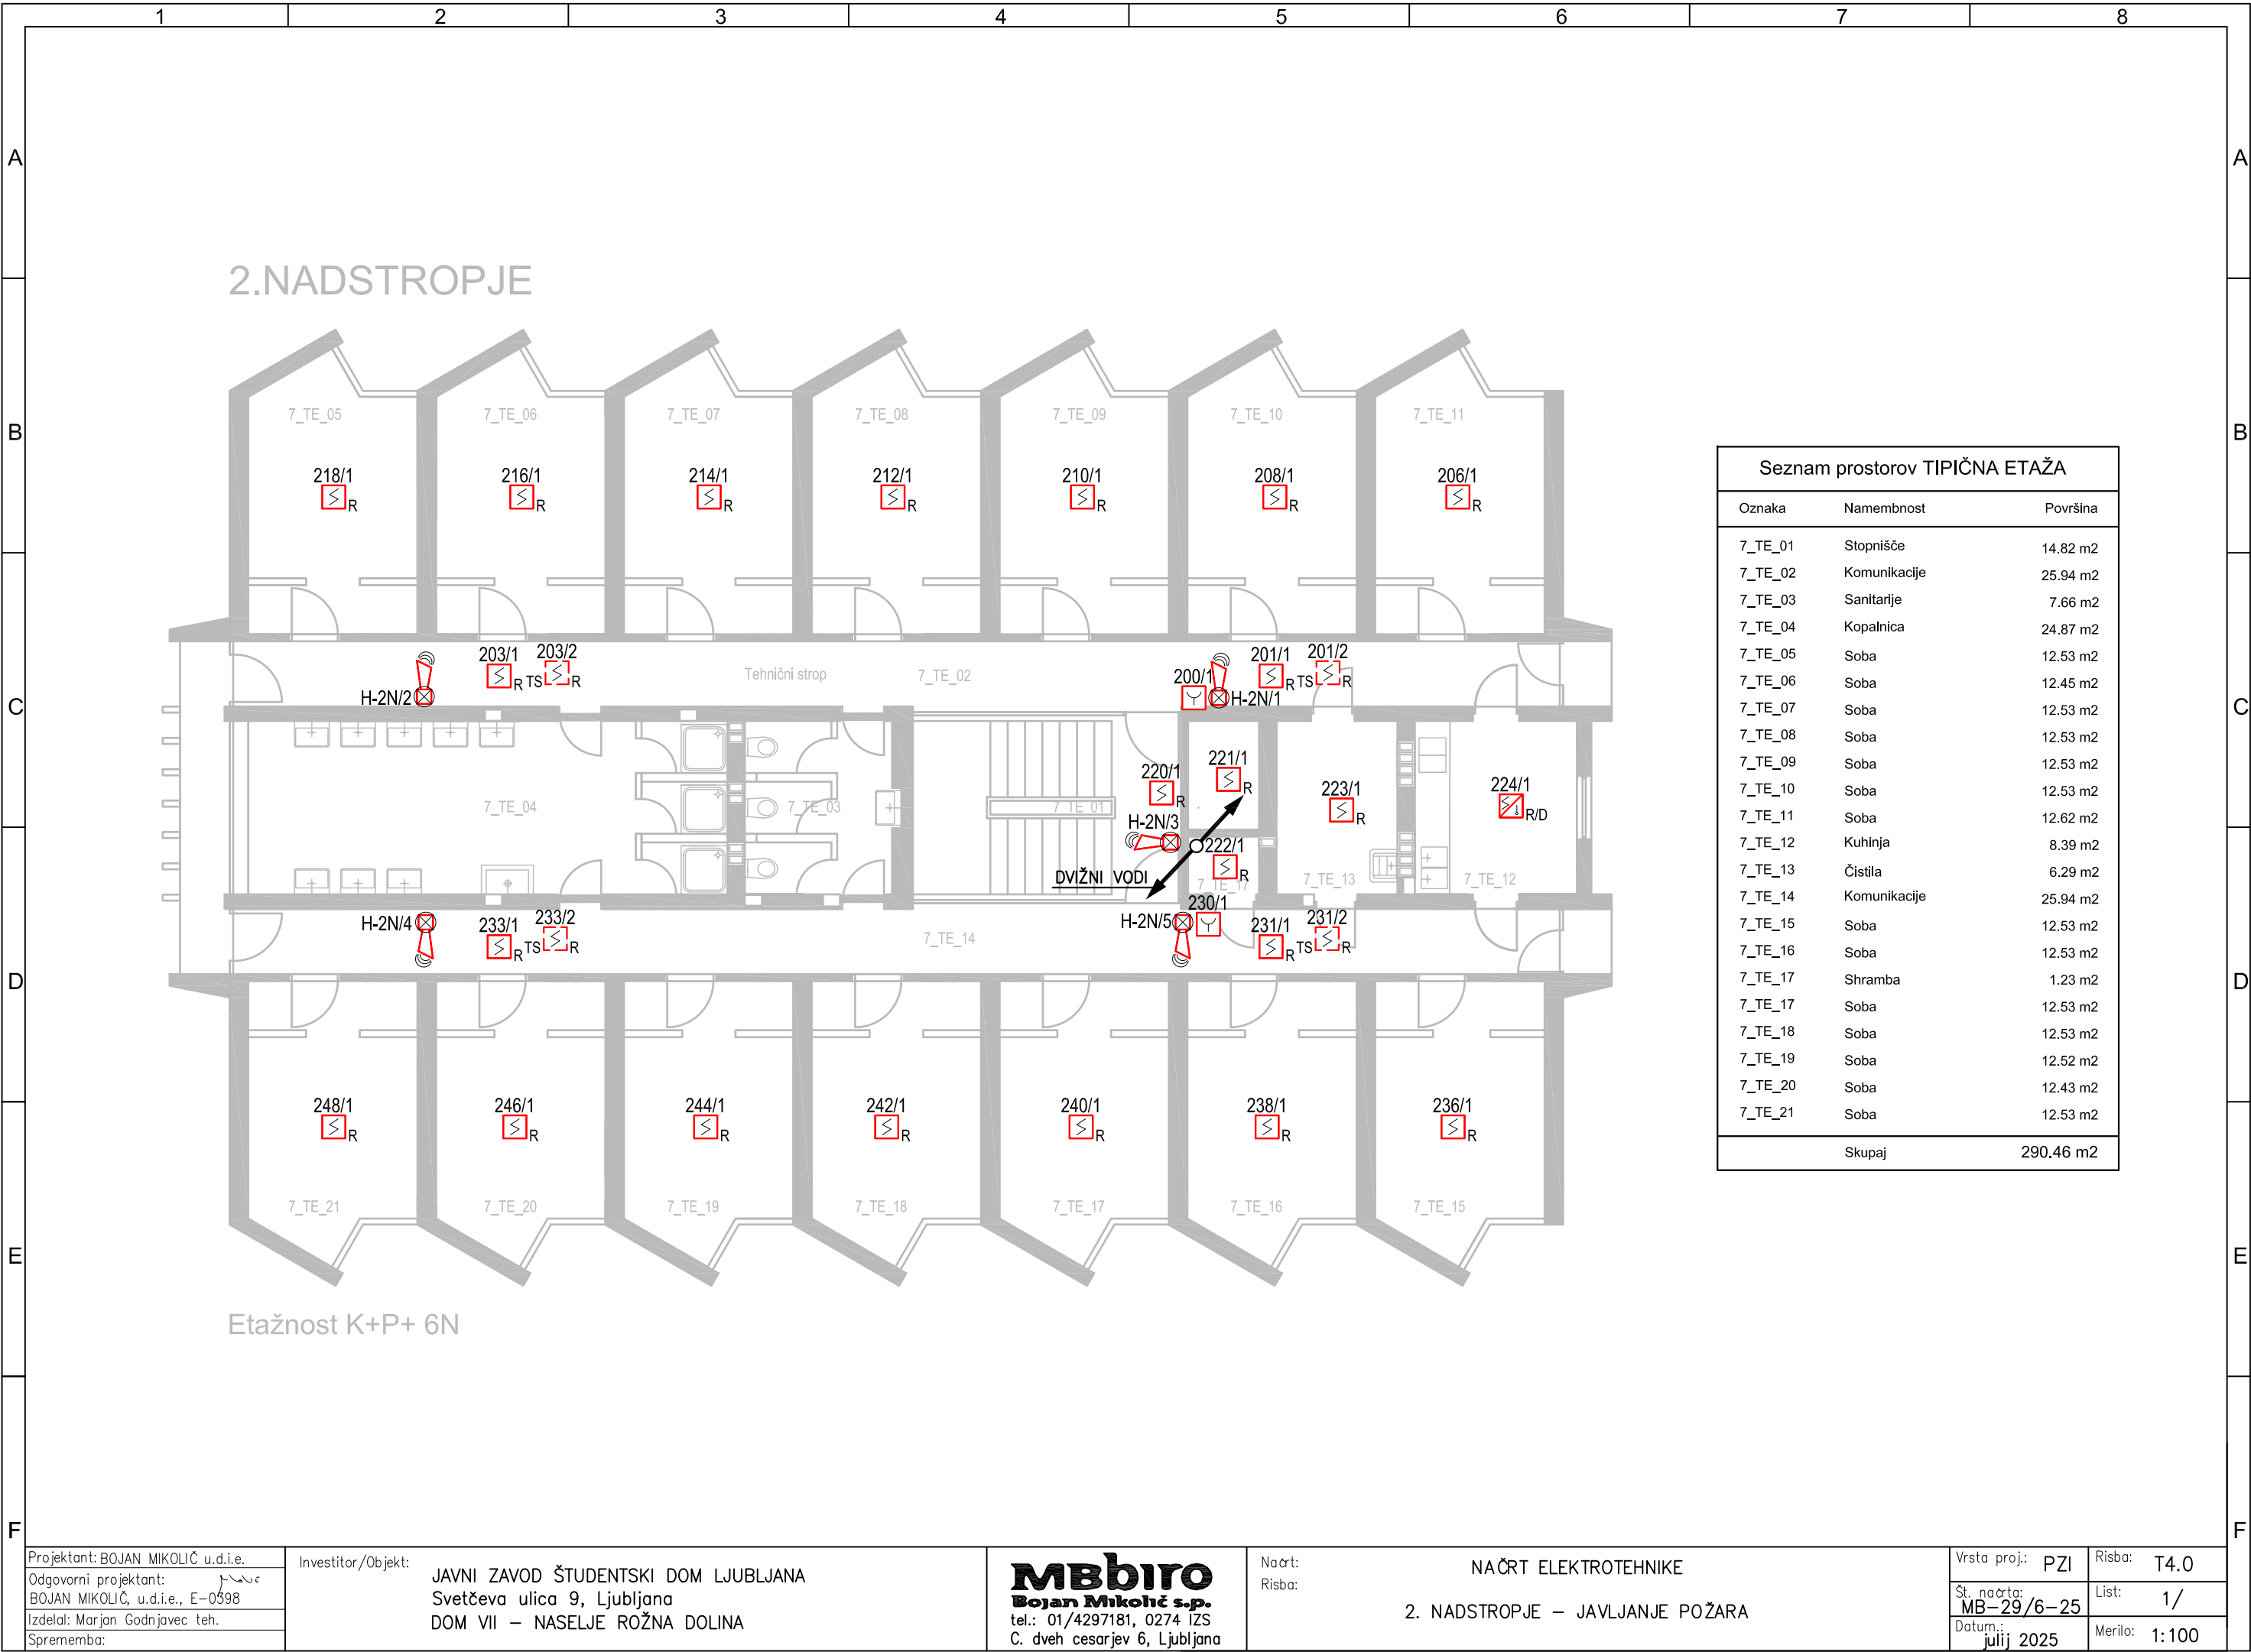 1 2 3 4 5 6 7 8
A A
B B
C C
D D
E E
F F
2.NADSTROPJE
7_TE_05 7_TE_06 7_TE_07 7_TE_08 7_TE_09 7_TE_10 7_TE_11
218/1 216/1 214/1 212/1 210/1 208/1 206/1
R R R R R R R
203/1 203/2 201/1 201/2
R TS R R TS R
Tehnični strop 7_TE_02
200/1
H-2N/2 H-2N/1
220/1 221/1 223/1 224/1
R R R R/D
7_TE_04 7_TE_03 7_TE_01
H-2N/3
222/1
R
DVIŽNI VODI
7_TE_17 7_TE_13 7_TE_12
230/1
H-2N/4 H-2N/5
233/1 233/2 231/1 231/2
R TS R R TS R
7_TE_14
248/1 246/1 244/1 242/1 240/1 238/1 236/1
R R R R R R R
7_TE_21 7_TE_20 7_TE_19 7_TE_18 7_TE_17 7_TE_16 7_TE_15
Etažnost K+P+ 6N
Seznam prostorov TIPIČNA ETAŽA
Oznaka Namembnost Površina
7_TE_01 Stopnišče 14.82 m2
7_TE_02 Komunikacije 25.94 m2
7_TE_03 Sanitarije 7.66 m2
7_TE_04 Kopalnica 24.87 m2
7_TE_05 Soba 12.53 m2
7_TE_06 Soba 12.45 m2
7_TE_07 Soba 12.53 m2
7_TE_08 Soba 12.53 m2
7_TE_09 Soba 12.53 m2
7_TE_10 Soba 12.53 m2
7_TE_11 Soba 12.62 m2
7_TE_12 Kuhinja 8.39 m2
7_TE_13 Čistila 6.29 m2
7_TE_14 Komunikacije 25.94 m2
7_TE_15 Soba 12.53 m2
7_TE_16 Soba 12.53 m2
7_TE_17 Shramba 1.23 m2
7_TE_17 Soba 12.53 m2
7_TE_18 Soba 12.53 m2
7_TE_19 Soba 12.52 m2
7_TE_20 Soba 12.43 m2
7_TE_21 Soba 12.53 m2
Skupaj 290.46 m2
Projektant: BOJAN MIKOLIČ u.d.i.e.
Odgovorni projektant:
BOJAN MIKOLIČ, u.d.i.e., E-0398
Izdelal: Marjan Godnjavec teh.
Sprememba:
Investitor/Objekt:
JAVNI ZAVOD ŠTUDENTSKI DOM LJUBLJANA
Svetčeva ulica 9, Ljubljana
DOM VII – NASELJE ROŽNA DOLINA
MBbiro
Bojan Mikolič s.p.
tel.: 01/4297181, 0274 IZS
C. dveh cesarjev 6, Ljubljana
Načrt: NAČRT ELEKTROTEHNIKE
Risba:
2. NADSTROPJE – JAVLJANJE POŽARA
Vrsta proj.: PZI
Risba: T4.0
Št. načrta:
MB-29/6-25
List: 1/
Datum.:
julij 2025
Merilo: 1:100